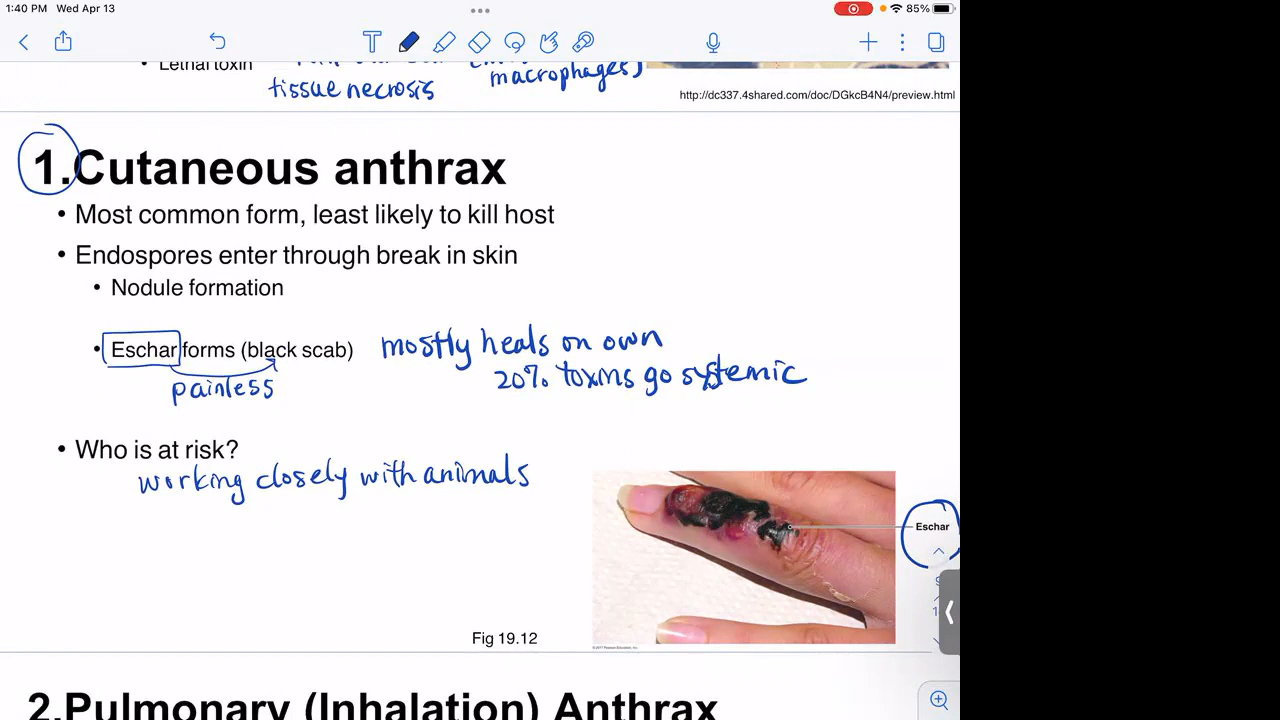 1:40 PM Wed Apr 13
85%
• Lethal toxin
tissue necrosis
macrophages)
http://dc337.4shared.com/doc/DGkcB4N4/preview.html
1.Cutaneous anthrax
• Most common form, least likely to kill host
• Endospores enter through break in skin
• Nodule formation
• Eschar forms (black scab) mostly heals on own
painless 20% toxins go systemic
• Who is at risk?
working closely with animals
Eschar
Fig 19.12
2.Pulmonary (Inhalation) Anthrax